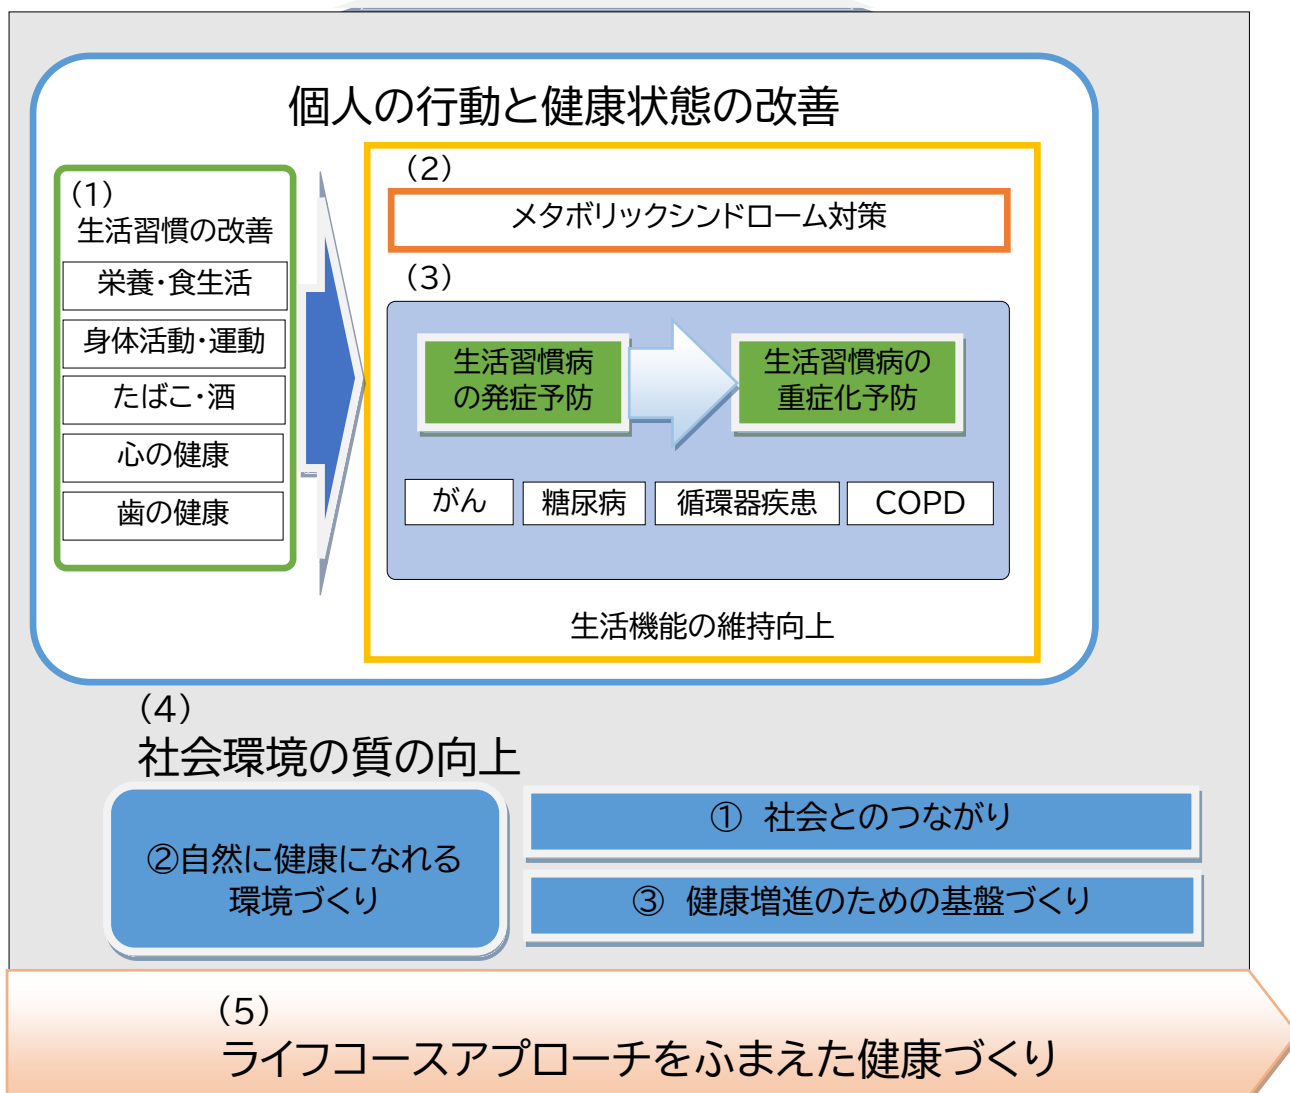 個人の行動と健康状態の改善
（1）
生活習慣の改善
栄養・食生活
身体活動・運動
たばこ・酒
心の健康
歯の健康
（2）
メタボリックシンドローム対策
（3）
生活習慣病
の発症予防
生活習慣病の
重症化予防
がん
糖尿病
循環器疾患
COPD
生活機能の維持向上
（4）
社会環境の質の向上
②自然に健康になれる
環境づくり
① 社会とのつながり
③ 健康増進のための基盤づくり
（5）
ライフコースアプローチをふまえた健康づくり